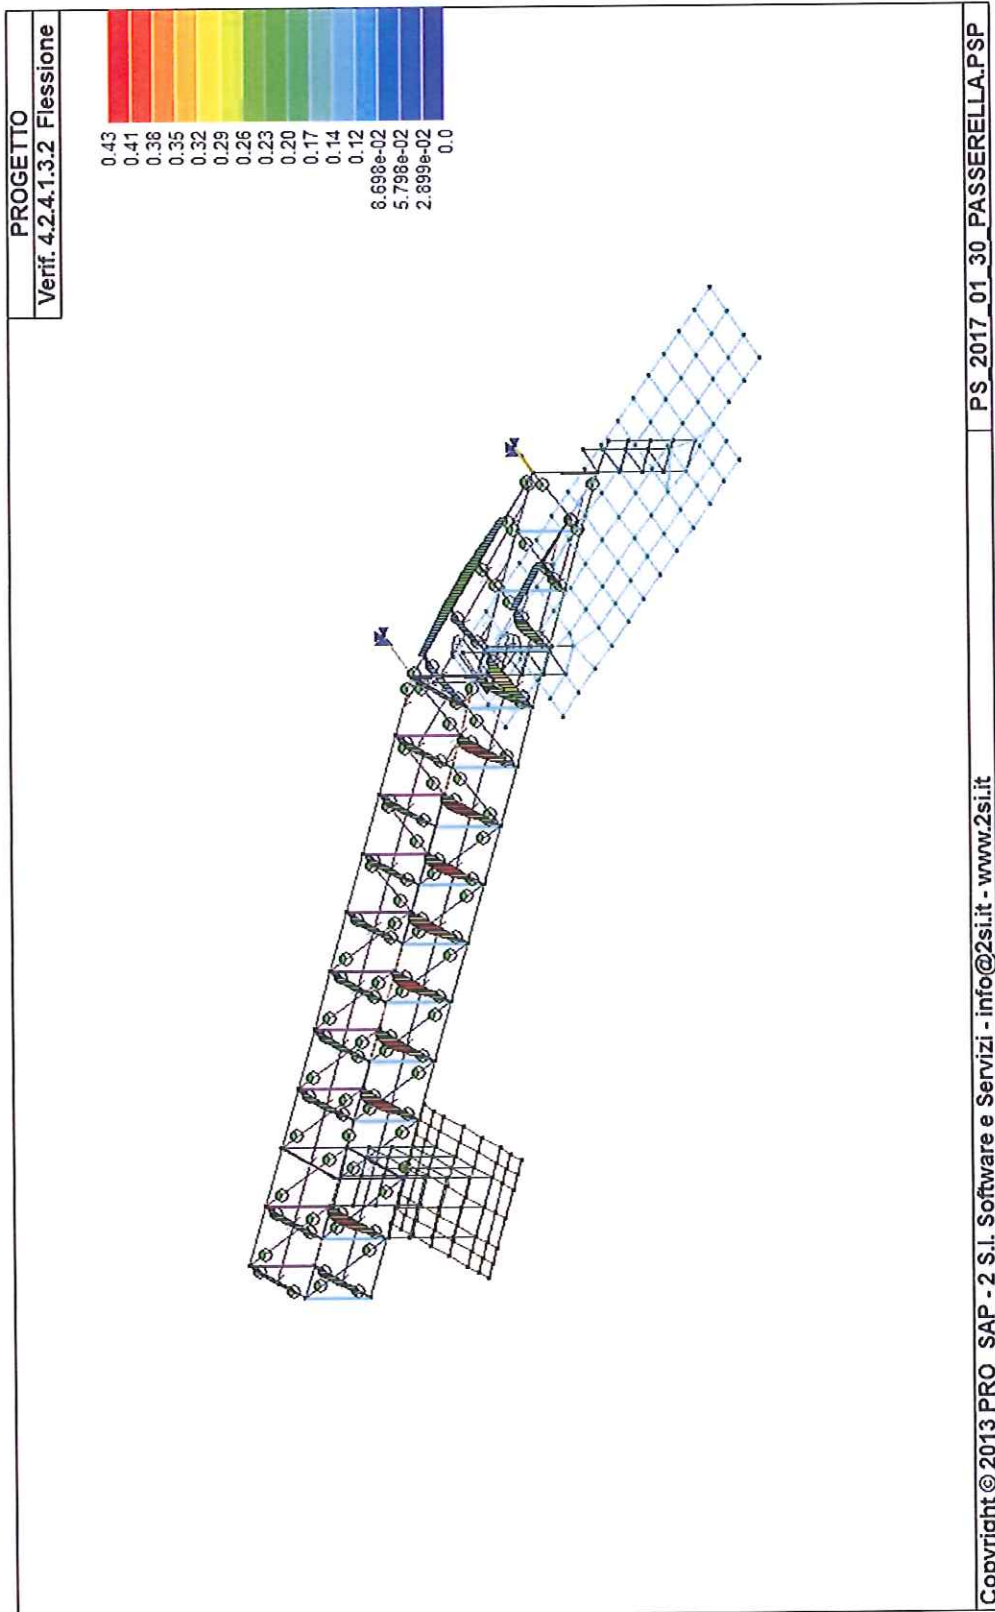 PROGETTO
Verif. 4.2.4.1.3.2 Flessione
0.43
0.41
0.38
0.35
0.32
0.29
0.26
0.23
0.20
0.17
0.14
0.12
8.698e-02
5.798e-02
2.899e-02
0.0
Copyright © 2013 PRO_SAP - 2 S.I. Software e Servizi - info@2si.it - www.2si.it
PS_2017_01_30_PASSERELLA.PSP